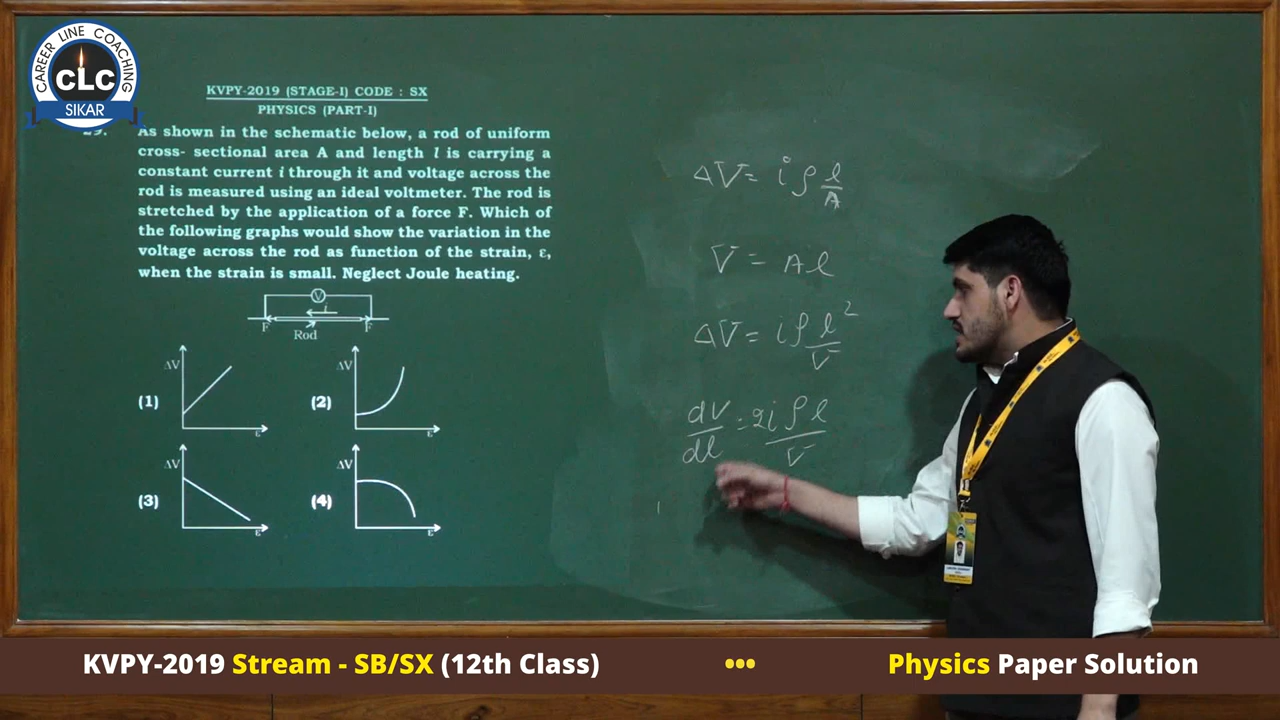 CAREER LINE COACHING
CLC
SIKAR
KVPY-2019 (STAGE-I) CODE : SX
PHYSICS (PART-I)
29. As shown in the schematic below, a rod of uniform
cross- sectional area A and length l is carrying a
constant current i through it and voltage across the
rod is measured using an ideal voltmeter. The rod is
stretched by the application of a force F. Which of
the following graphs would show the variation in the
voltage across the rod as function of the strain, ε,
when the strain is small. Neglect Joule heating.
V
i
F F
Rod
(1) ΔV ε
(2) ΔV ε
(3) ΔV ε
(4) ΔV ε
ΔV = iρ l/A
V = Al
ΔV = iρ l²/V
dV/dl = 2iρl/V
KVPY-2019 Stream - SB/SX (12th Class) ••• Physics Paper Solution